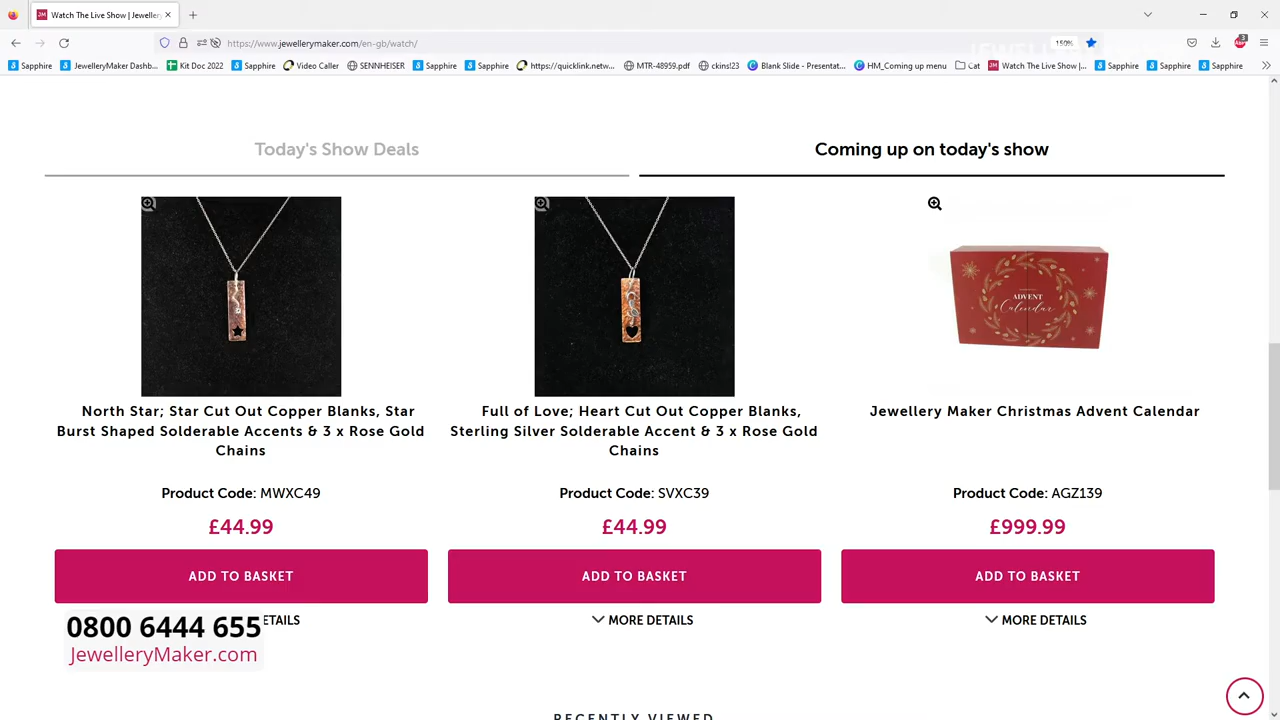 Watch The Live Show | Jewellery
https://www.jewellerymaker.com
gb/watch/
150%
3
Sapphire
JewelleryMaker Dashb...
Kit Doc 2022
Sapphire
Video Caller
SENNHEISER
Sapphire
Sapphire
https://quicklink.netw...
MTR-48959.pdf
ckins!23
Blank Slide - Presentat...
HM_Coming up menu
Cat
Watch The Live Show |...
Sapphire
Sapphire
Sapphire
Today's Show Deals
Coming up on today's show
ADVENT
Calendar
North Star; Star Cut Out Copper Blanks, Star
Burst Shaped Solderable Accents & 3 x Rose Gold
Chains
Product Code: MWXC49
£44.99
ADD TO BASKET
ETAILS
Full of Love; Heart Cut Out Copper Blanks,
Sterling Silver Solderable Accent & 3 x Rose Gold
Chains
Product Code: SVXC39
£44.99
ADD TO BASKET
MORE DETAILS
Jewellery Maker Christmas Advent Calendar
Product Code: AGZ139
£999.99
ADD TO BASKET
MORE DETAILS
0800 6444 655
JewelleryMaker.com
RECENTLY VIEWED